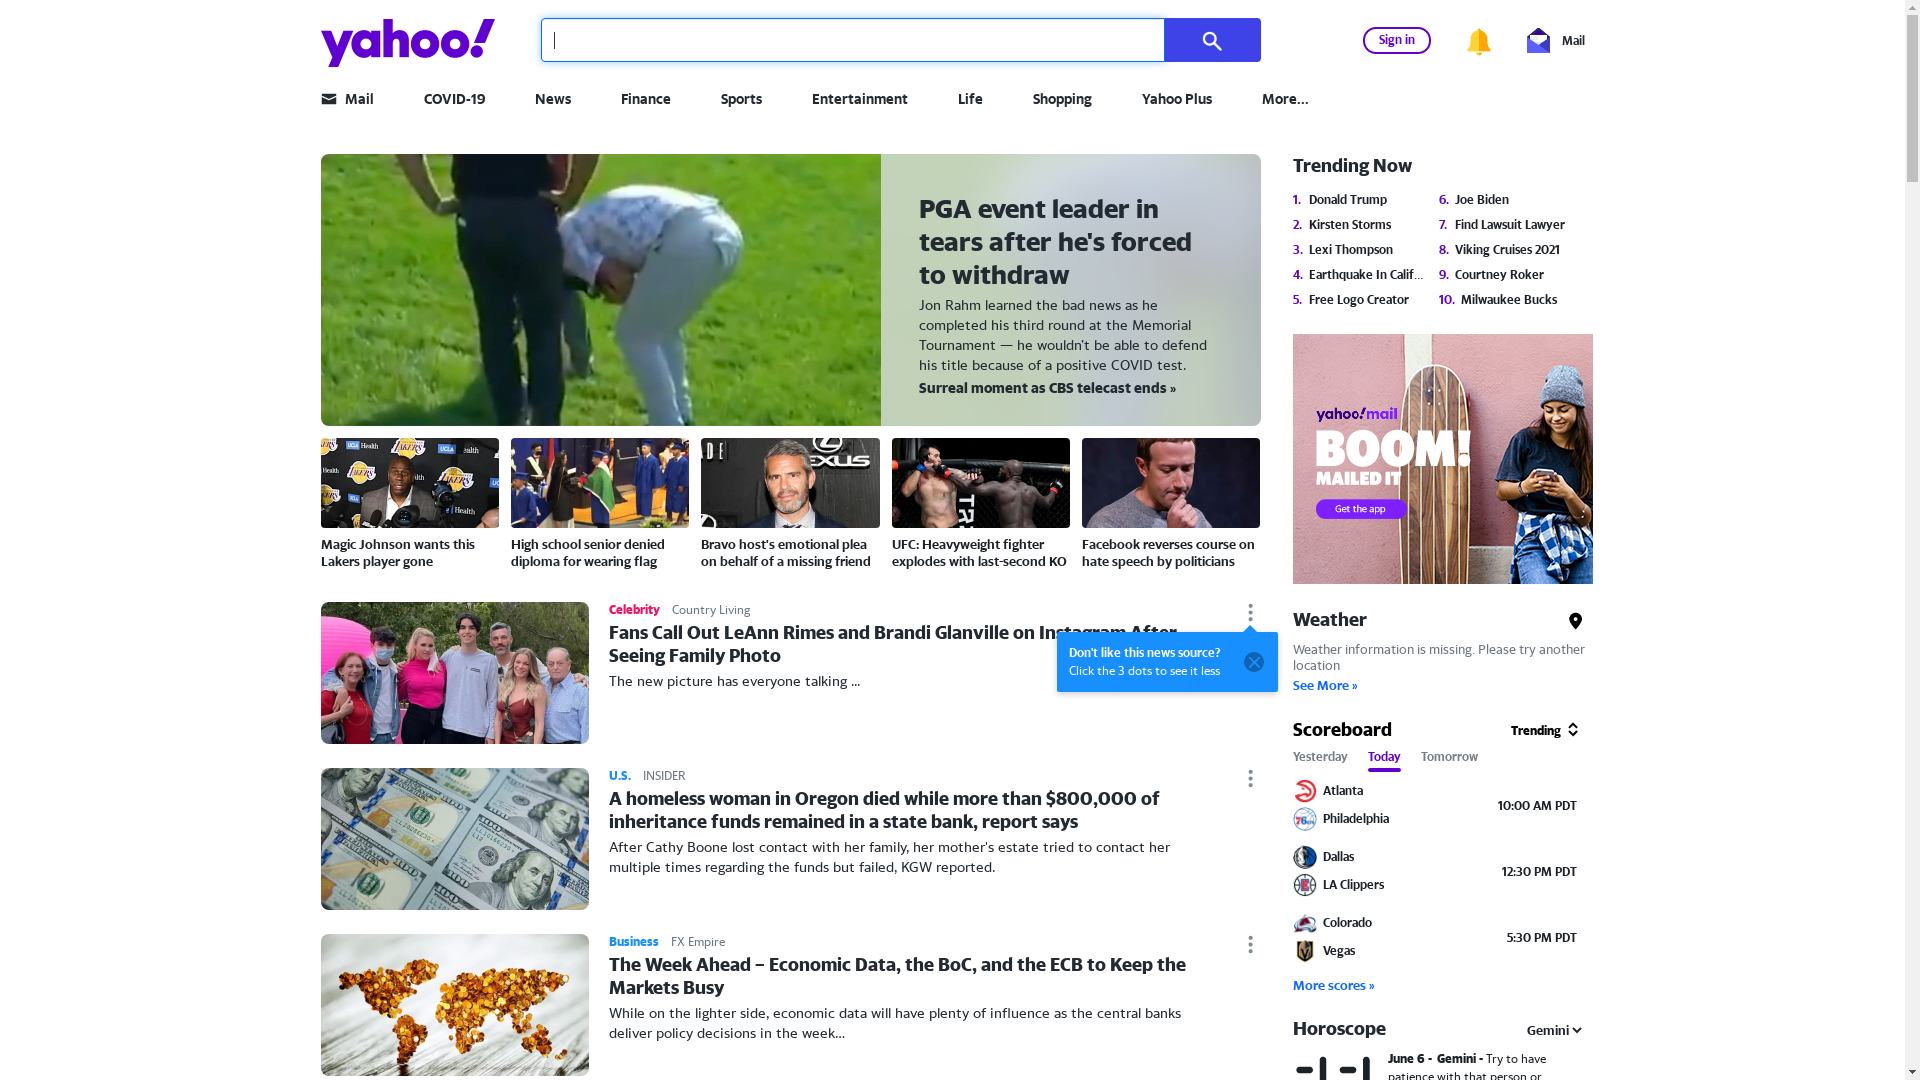 yahoo!
Sign in
Mail
Mail
COVID-19
News
Finance
Sports
Entertainment
Life
Shopping
Yahoo Plus
More...
PGA event leader in
tears after he's forced
to withdraw
Jon Rahm learned the bad news as he
completed his third round at the Memorial
Tournament — he wouldn't be able to defend
his title because of a positive COVID test.
Surreal moment as CBS telecast ends »
Magic Johnson wants this
Lakers player gone
High school senior denied
diploma for wearing flag
Bravo host's emotional plea
on behalf of a missing friend
UFC: Heavyweight fighter
explodes with last-second KO
Facebook reverses course on
hate speech by politicians
Celebrity
Country Living
Fans Call Out LeAnn Rimes and Brandi Glanville on Instagram After
Seeing Family Photo
The new picture has everyone talking ...
Don't like this news source?
Click the 3 dots to see it less
U.S.
INSIDER
A homeless woman in Oregon died while more than $800,000 of
inheritance funds remained in a state bank, report says
After Cathy Boone lost contact with her family, her mother's estate tried to contact her
multiple times regarding the funds but failed, KGW reported.
Business
FX Empire
The Week Ahead – Economic Data, the BoC, and the ECB to Keep the
Markets Busy
While on the lighter side, economic data will have plenty of influence as the central banks
deliver policy decisions in the week...
Trending Now
1. Donald Trump
2. Kirsten Storms
3. Lexi Thompson
4. Earthquake In Calif...
5. Free Logo Creator
6. Joe Biden
7. Find Lawsuit Lawyer
8. Viking Cruises 2021
9. Courtney Roker
10. Milwaukee Bucks
yahoo!mail
BOOM!
MAILED IT
Get the app
Weather
Weather information is missing. Please try another
location
See More »
Scoreboard
Trending
Yesterday
Today
Tomorrow
Atlanta
Philadelphia
10:00 AM PDT
Dallas
LA Clippers
12:30 PM PDT
Colorado
Vegas
5:30 PM PDT
More scores »
Horoscope
Gemini
June 6 - Gemini - Try to have
patience with that person or